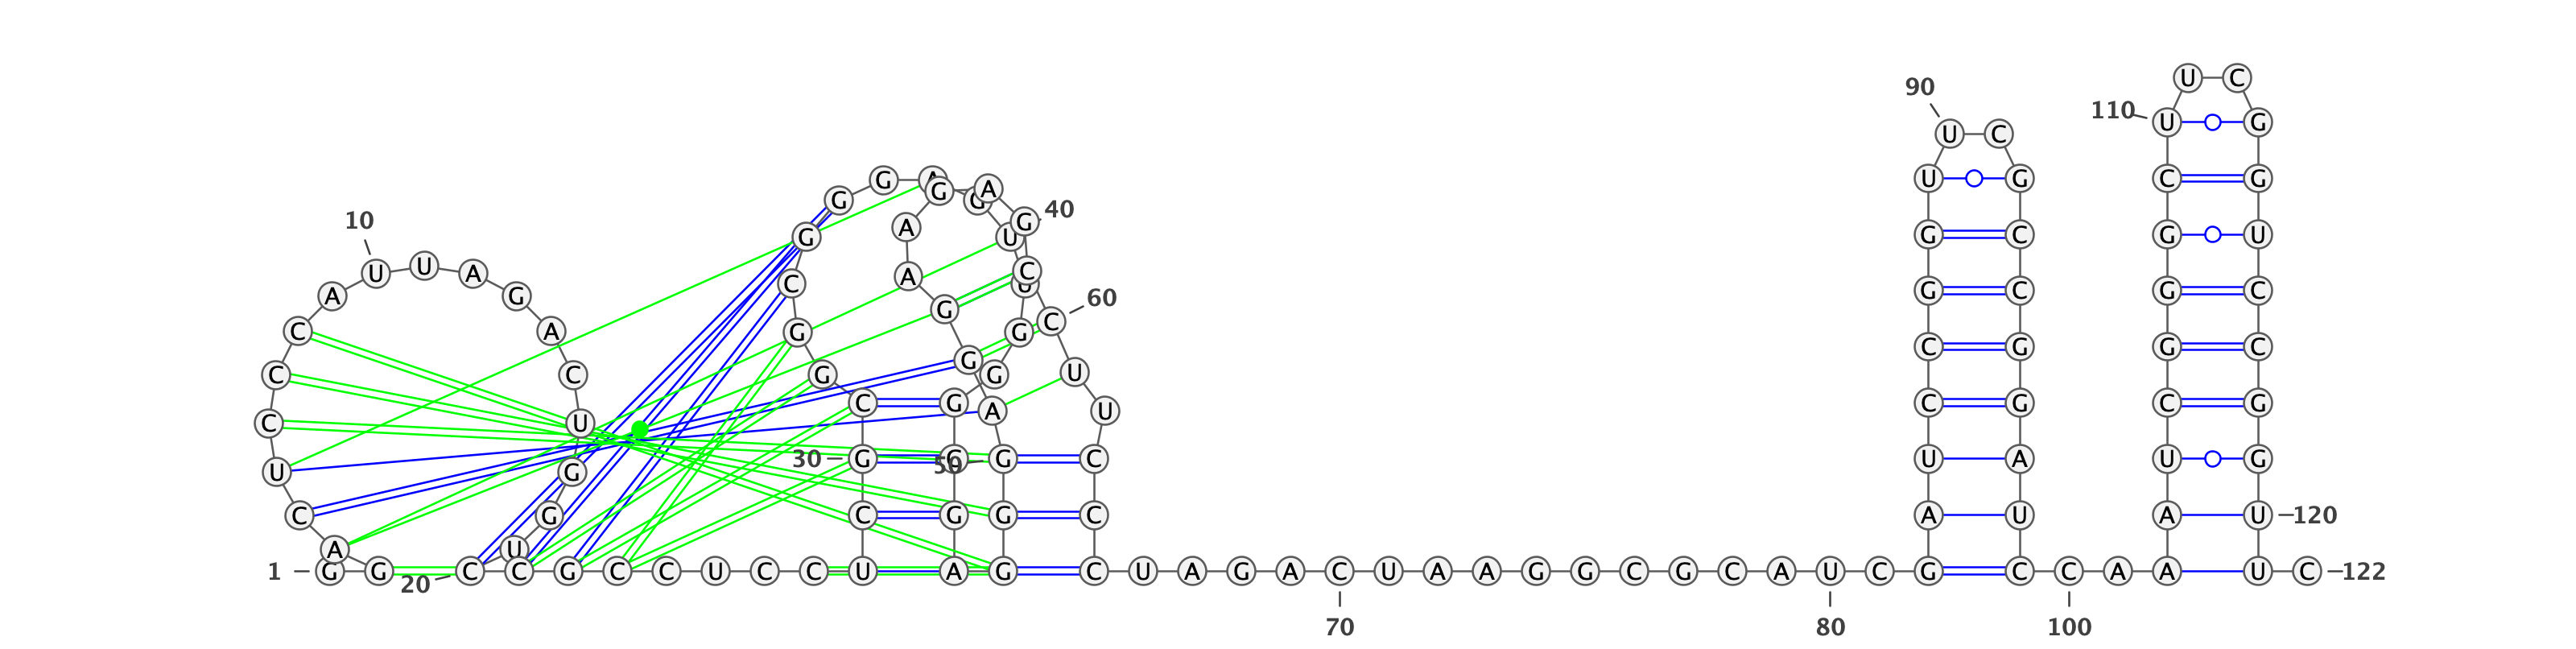 1
G G A C U C C C A U
10
U A G A C U G G U C
20
C G C C U C C U C G
30
C G G C G G G A G U
40
U G G G G G A G G G
50
A G G A A G A G C C
60
U U C C C U A G A C
70
U A A G G C G C A U
80
C G A U C C G G U U
90
C G C C G G A U C C
100
A A A U C G G G C U
110
U C G G U C C G G U
120
U C
122